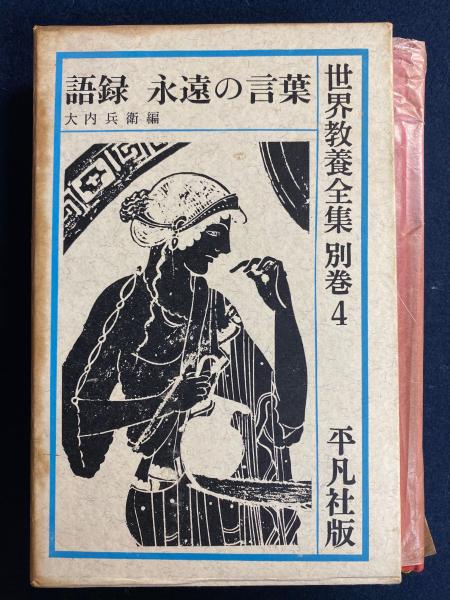 語録 永遠の言葉
大内兵衛編
世界教養全集 別巻4
平凡社版